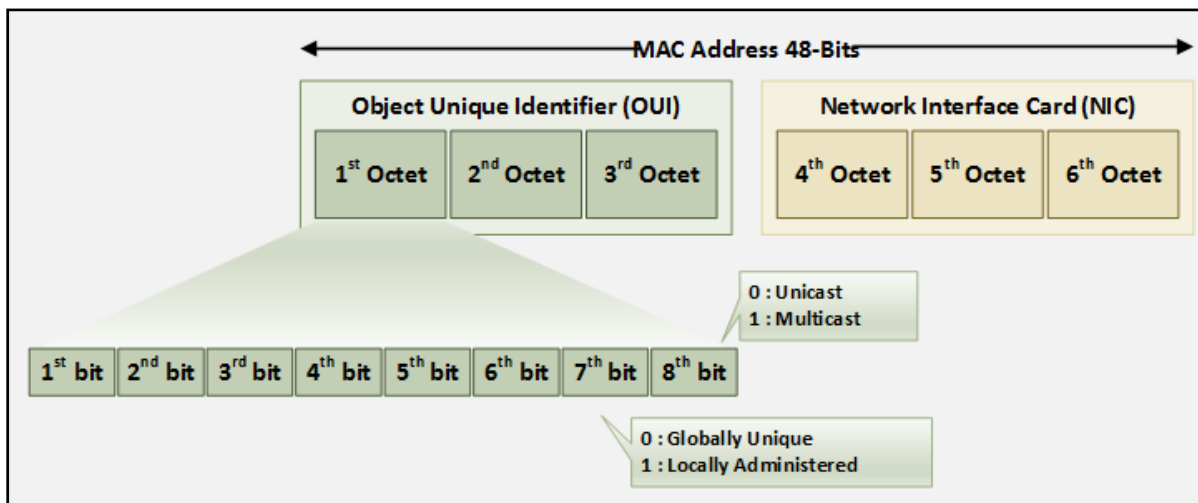 MAC Address 48-Bits
Object Unique Identifier (OUI)
Network Interface Card (NIC)
1st Octet
2nd Octet
3rd Octet
4th Octet
5th Octet
6th Octet
0 : Unicast
1 : Multicast
1st bit
2nd bit
3rd bit
4th bit
5th bit
6th bit
7th bit
8th bit
0 : Globally Unique
1 : Locally Administered